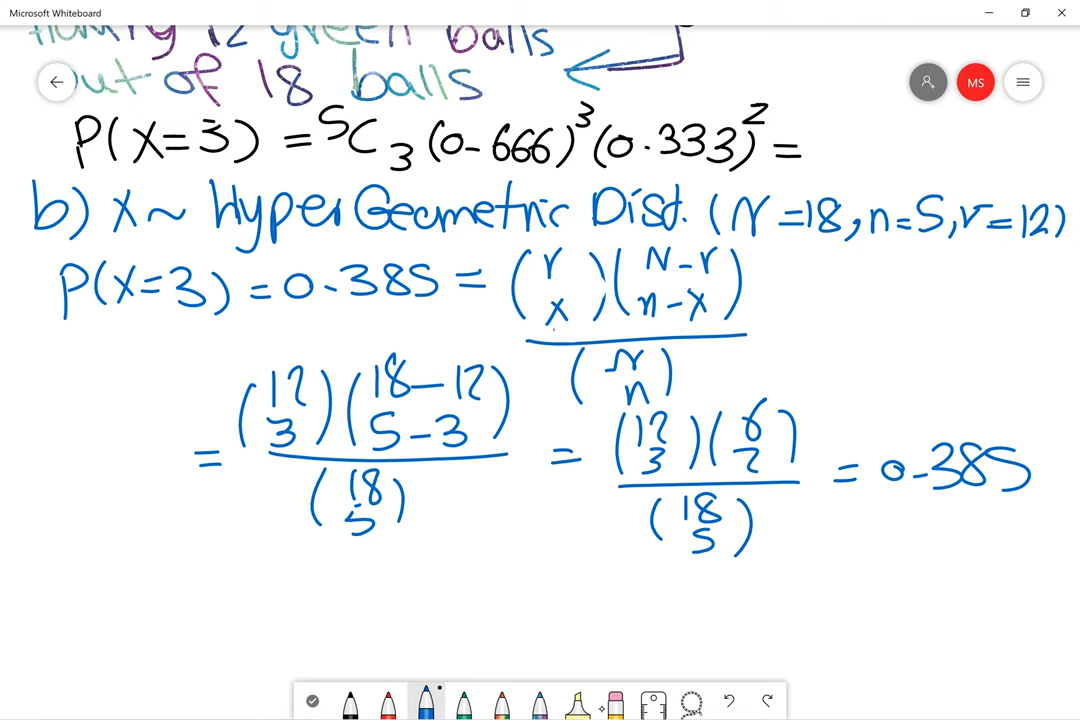 Microsoft Whiteboard
12 green balls
out of 18 balls
MS
P(X=3) = 5C3 (0.666)^3 (0.333)^2 =
b) X ~ HyperGeometric Dist. (N=18, n=5, r=12)
P(X=3) = 0.385 = (r x)(N-r n-x) / (N n)
= (12 3)(18-12 5-3) / (18 5) = (12 3)(6 2) / (18 5) = 0.385